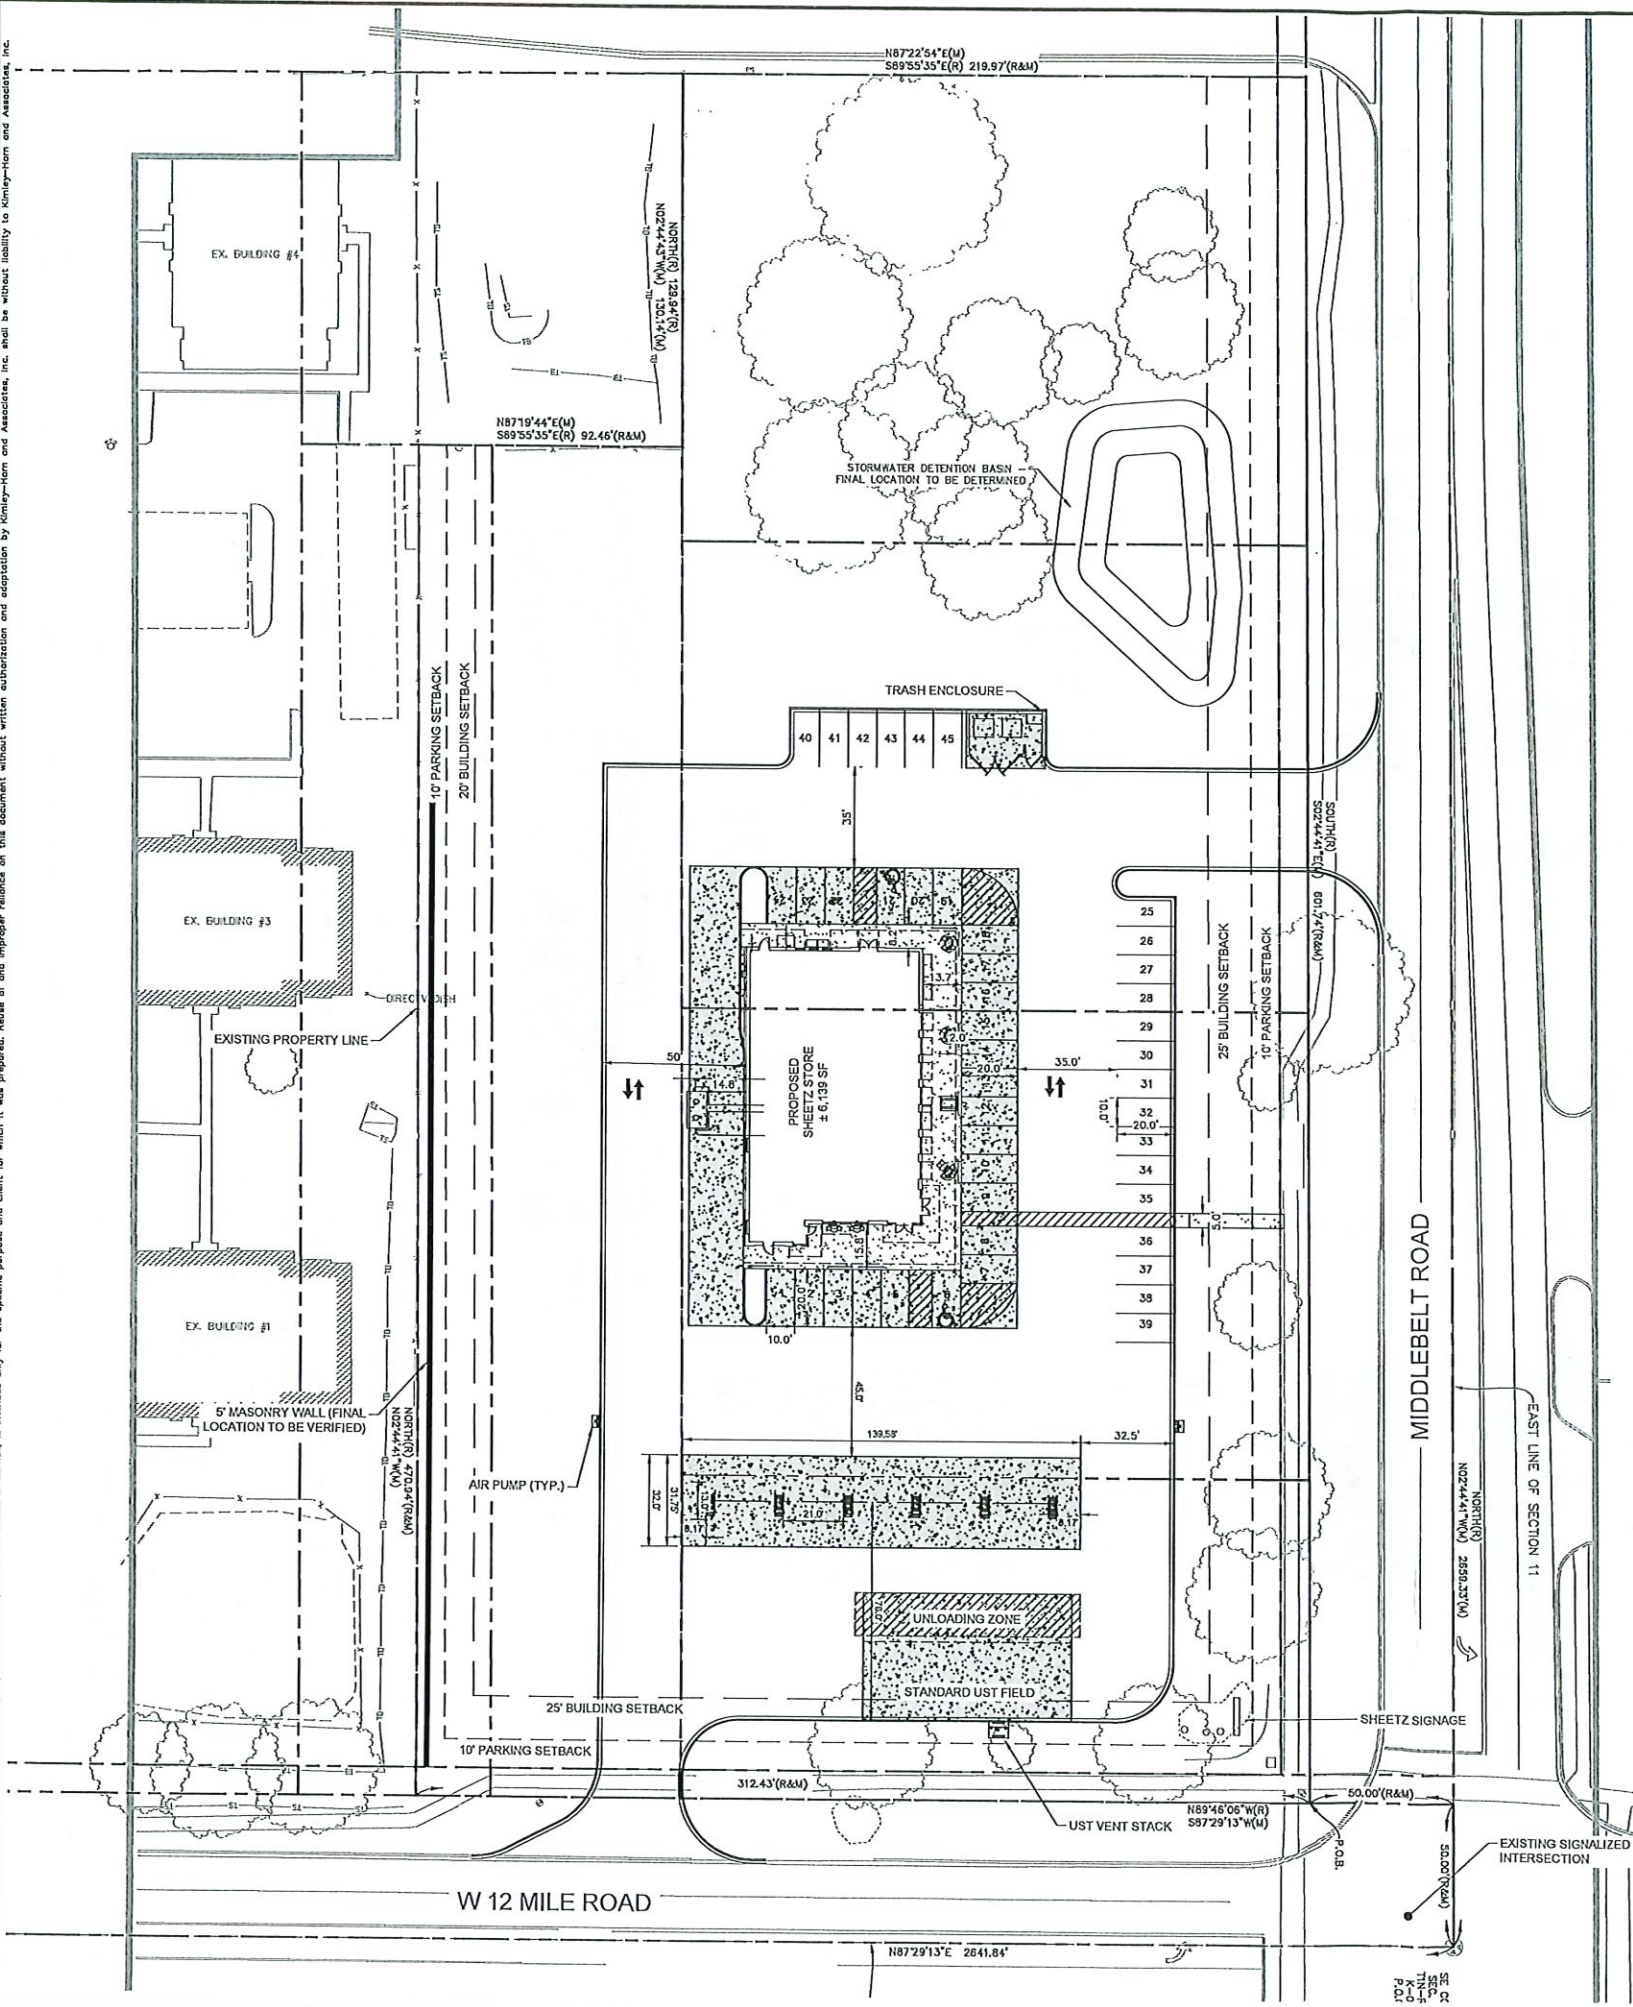 N87°22'54"E(M)
S89°55'35"E(R) 219.97'(R&M)
EX. BUILDING #4
NORTH(R) 129.94'(R)
N02°44'43"W(M) 130.14'(M)
N87°19'44"E(M)
S89°55'35"E(R) 92.46'(R&M)
STORMWATER DETENTION BASIN -
FINAL LOCATION TO BE DETERMINED
10' PARKING SETBACK
20' BUILDING SETBACK
TRASH ENCLOSURE
40 41 42 43 44 45
35'
SOUTH(R)
S02°44'41"E(M) 601.74'(R&M)
EX. BUILDING #3
EXISTING PROPERTY LINE
25' BUILDING SETBACK
10' PARKING SETBACK
25
26
27
28
29
30
31
32
33
34
35
36
37
38
39
50'
14.8
13.7
20.0'
35.0'
10.0'
20.0'
5.0'
PROPOSED
SHEETZ STORE
± 6,139 SF
15.8'
20.0'
10.0'
EX. BUILDING #1
5' MASONRY WALL (FINAL
LOCATION TO BE VERIFIED)
NORTH(R) 470.94'(R&M)
N02°44'41"W(M)
AIR PUMP (TYP.)
45.0'
139.58'
32.5'
32.0'
31.75'
21.0'
8.17'
8.17'
UNLOADING ZONE
STANDARD UST FIELD
25' BUILDING SETBACK
10' PARKING SETBACK
SHEETZ SIGNAGE
312.43'(R&M)
N89°46'06"W(R)
S87°29'13"W(M)
50.00'(R&M)
UST VENT STACK
P.O.B.
50.00'(R&M)
EXISTING SIGNALIZED
INTERSECTION
MIDDLEBELT ROAD
EAST LINE OF SECTION 11
NORTH(R)
N02°44'41"W(M) 2659.33'(M)
W 12 MILE ROAD
N87°29'13"E 2641.84'